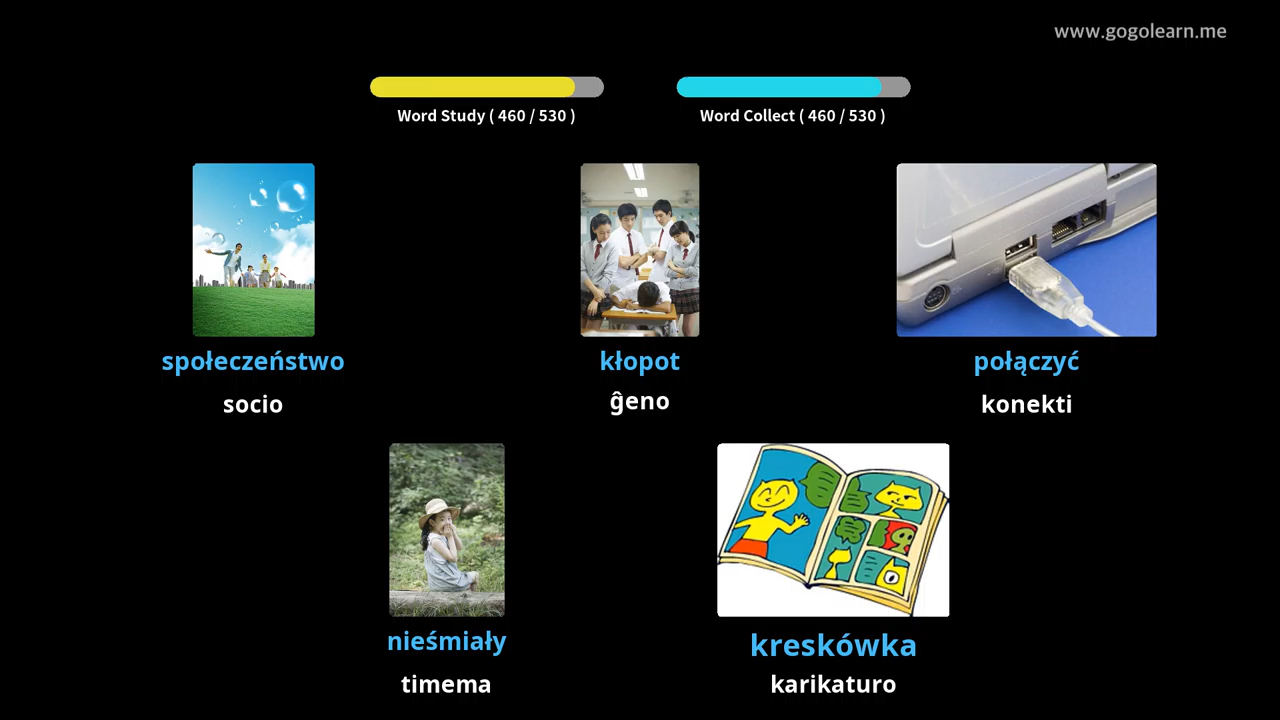 www.gogolearn.me
Word Study ( 460 / 530 )
Word Collect ( 460 / 530 )
społeczeństwo
socio
kłopot
ĝeno
połączyć
konekti
nieśmiały
timema
kreskówka
karikaturo